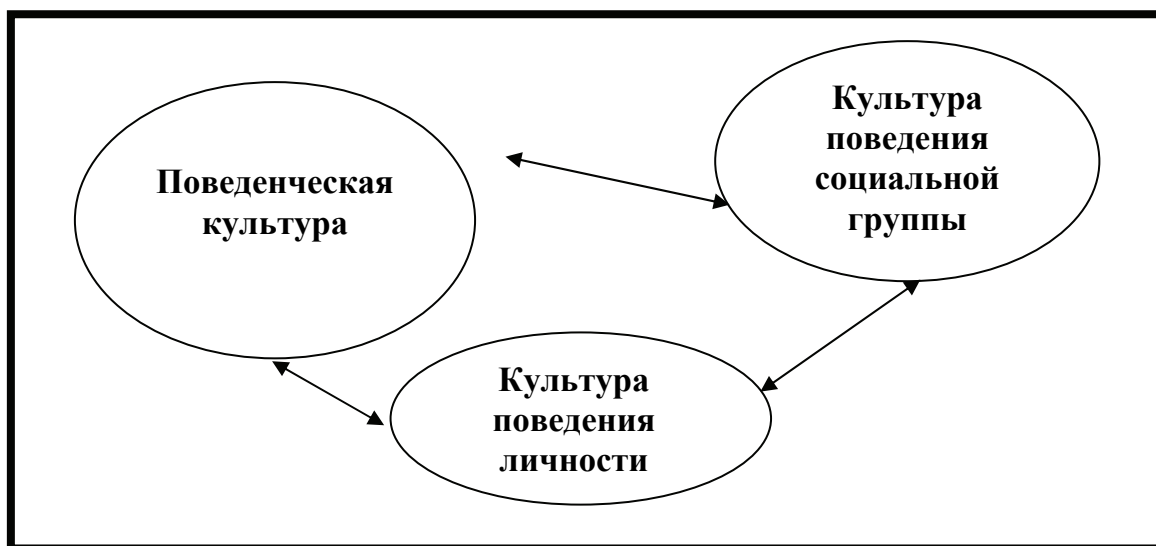 Поведенческая
культура
Культура
поведения
социальной
группы
Культура
поведения
личности